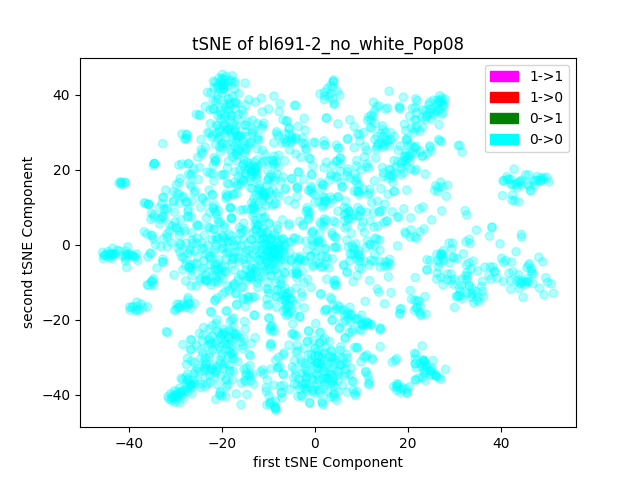 tSNE of bl691-2_no_white_Pop08
1->1
1->0
0->1
0->0
second tSNE Component
40
20
0
−20
−40
−40 −20 0 20 40
first tSNE Component